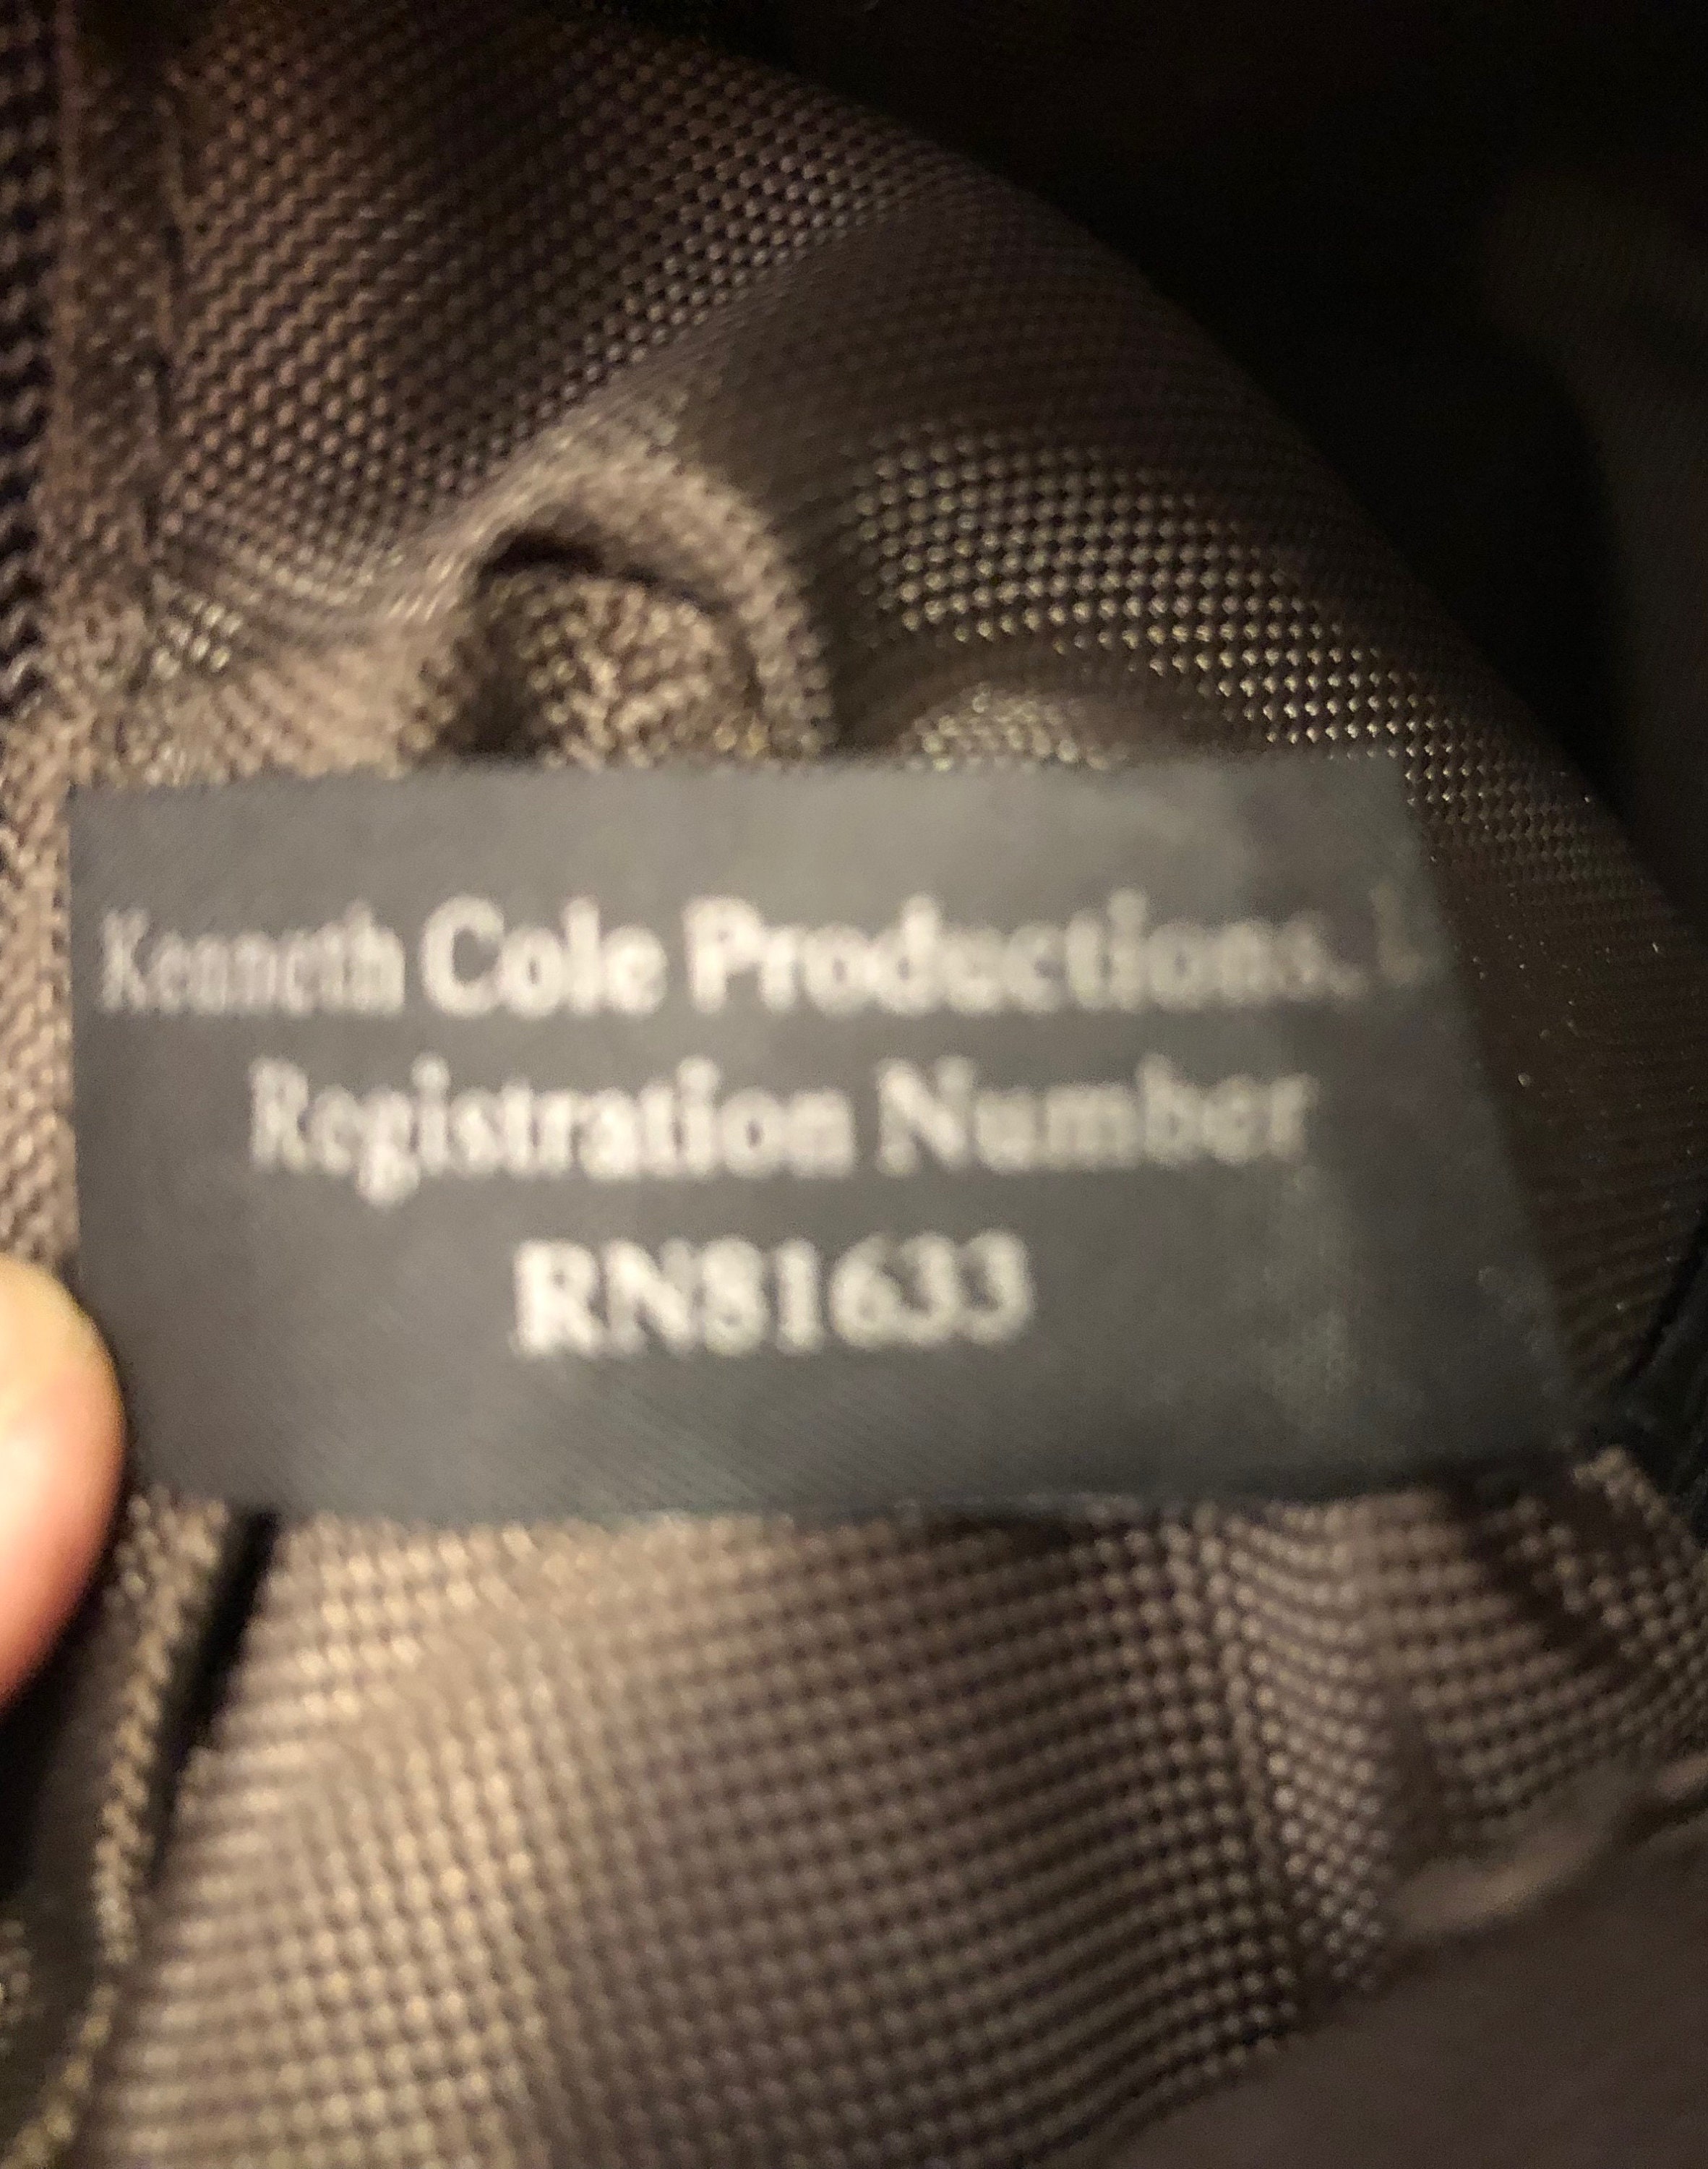 Kenneth Cole Productions,
Registration Number
RN81633